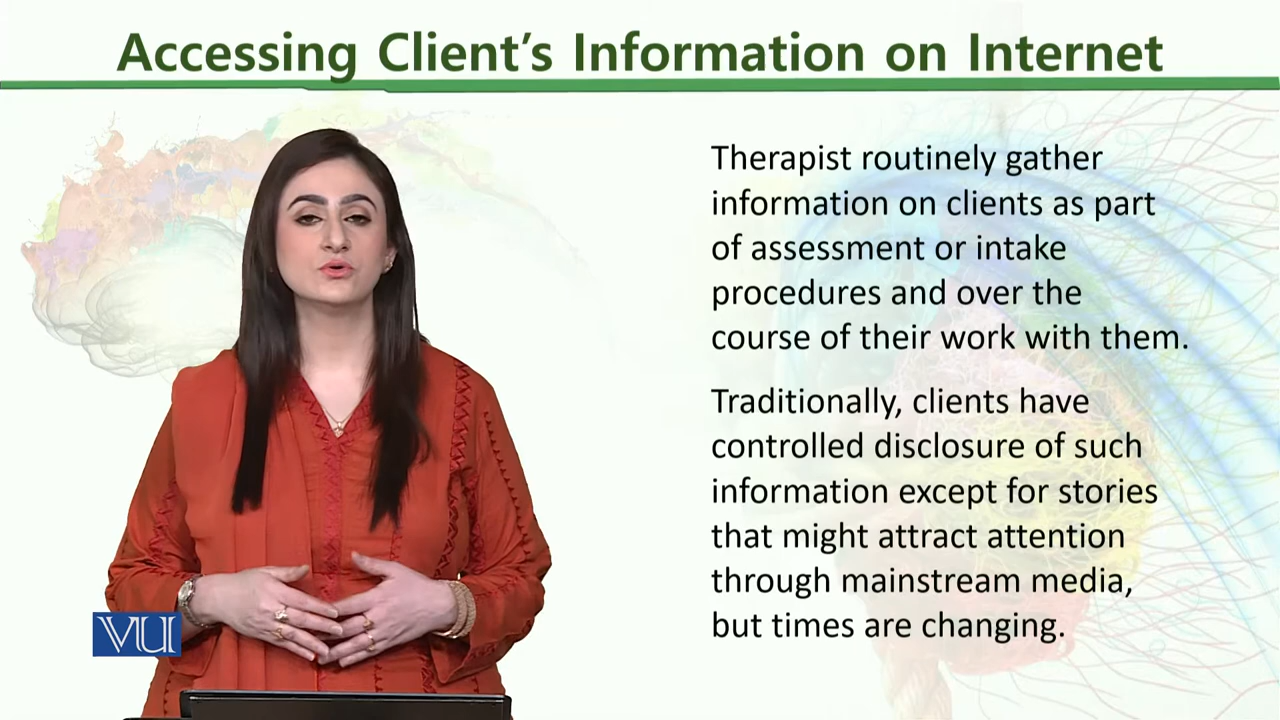 Accessing Client's Information on Internet
Therapist routinely gather
information on clients as part
of assessment or intake
procedures and over the
course of their work with them.
Traditionally, clients have
controlled disclosure of such
information except for stories
that might attract attention
through mainstream media,
but times are changing.
VU